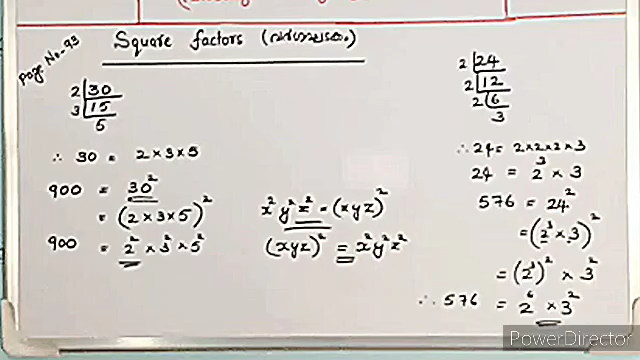 Page No-93
Square factors
2 | 30
3 | 15
5
∴ 30 = 2×3×5
900 = 30²
= (2×3×5)²
900 = 2²×3²×5²
x²y²z² = (xyz)²
(xyz)² = x²y²z²
2 | 24
2 | 12
2 | 6
3
∴ 24 = 2×2×2×3
24 = 2³×3
576 = 24²
= (2³×3)²
= (2³)²×3²
∴ 576 = 2⁶×3²
PowerDirector